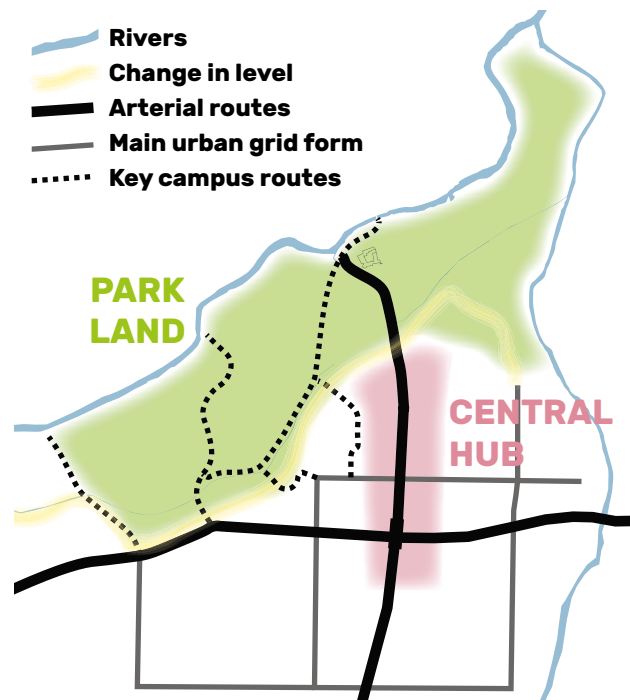 Rivers
Change in level
Arterial routes
Main urban grid form
Key campus routes
PARK
LAND
CENTRAL
HUB